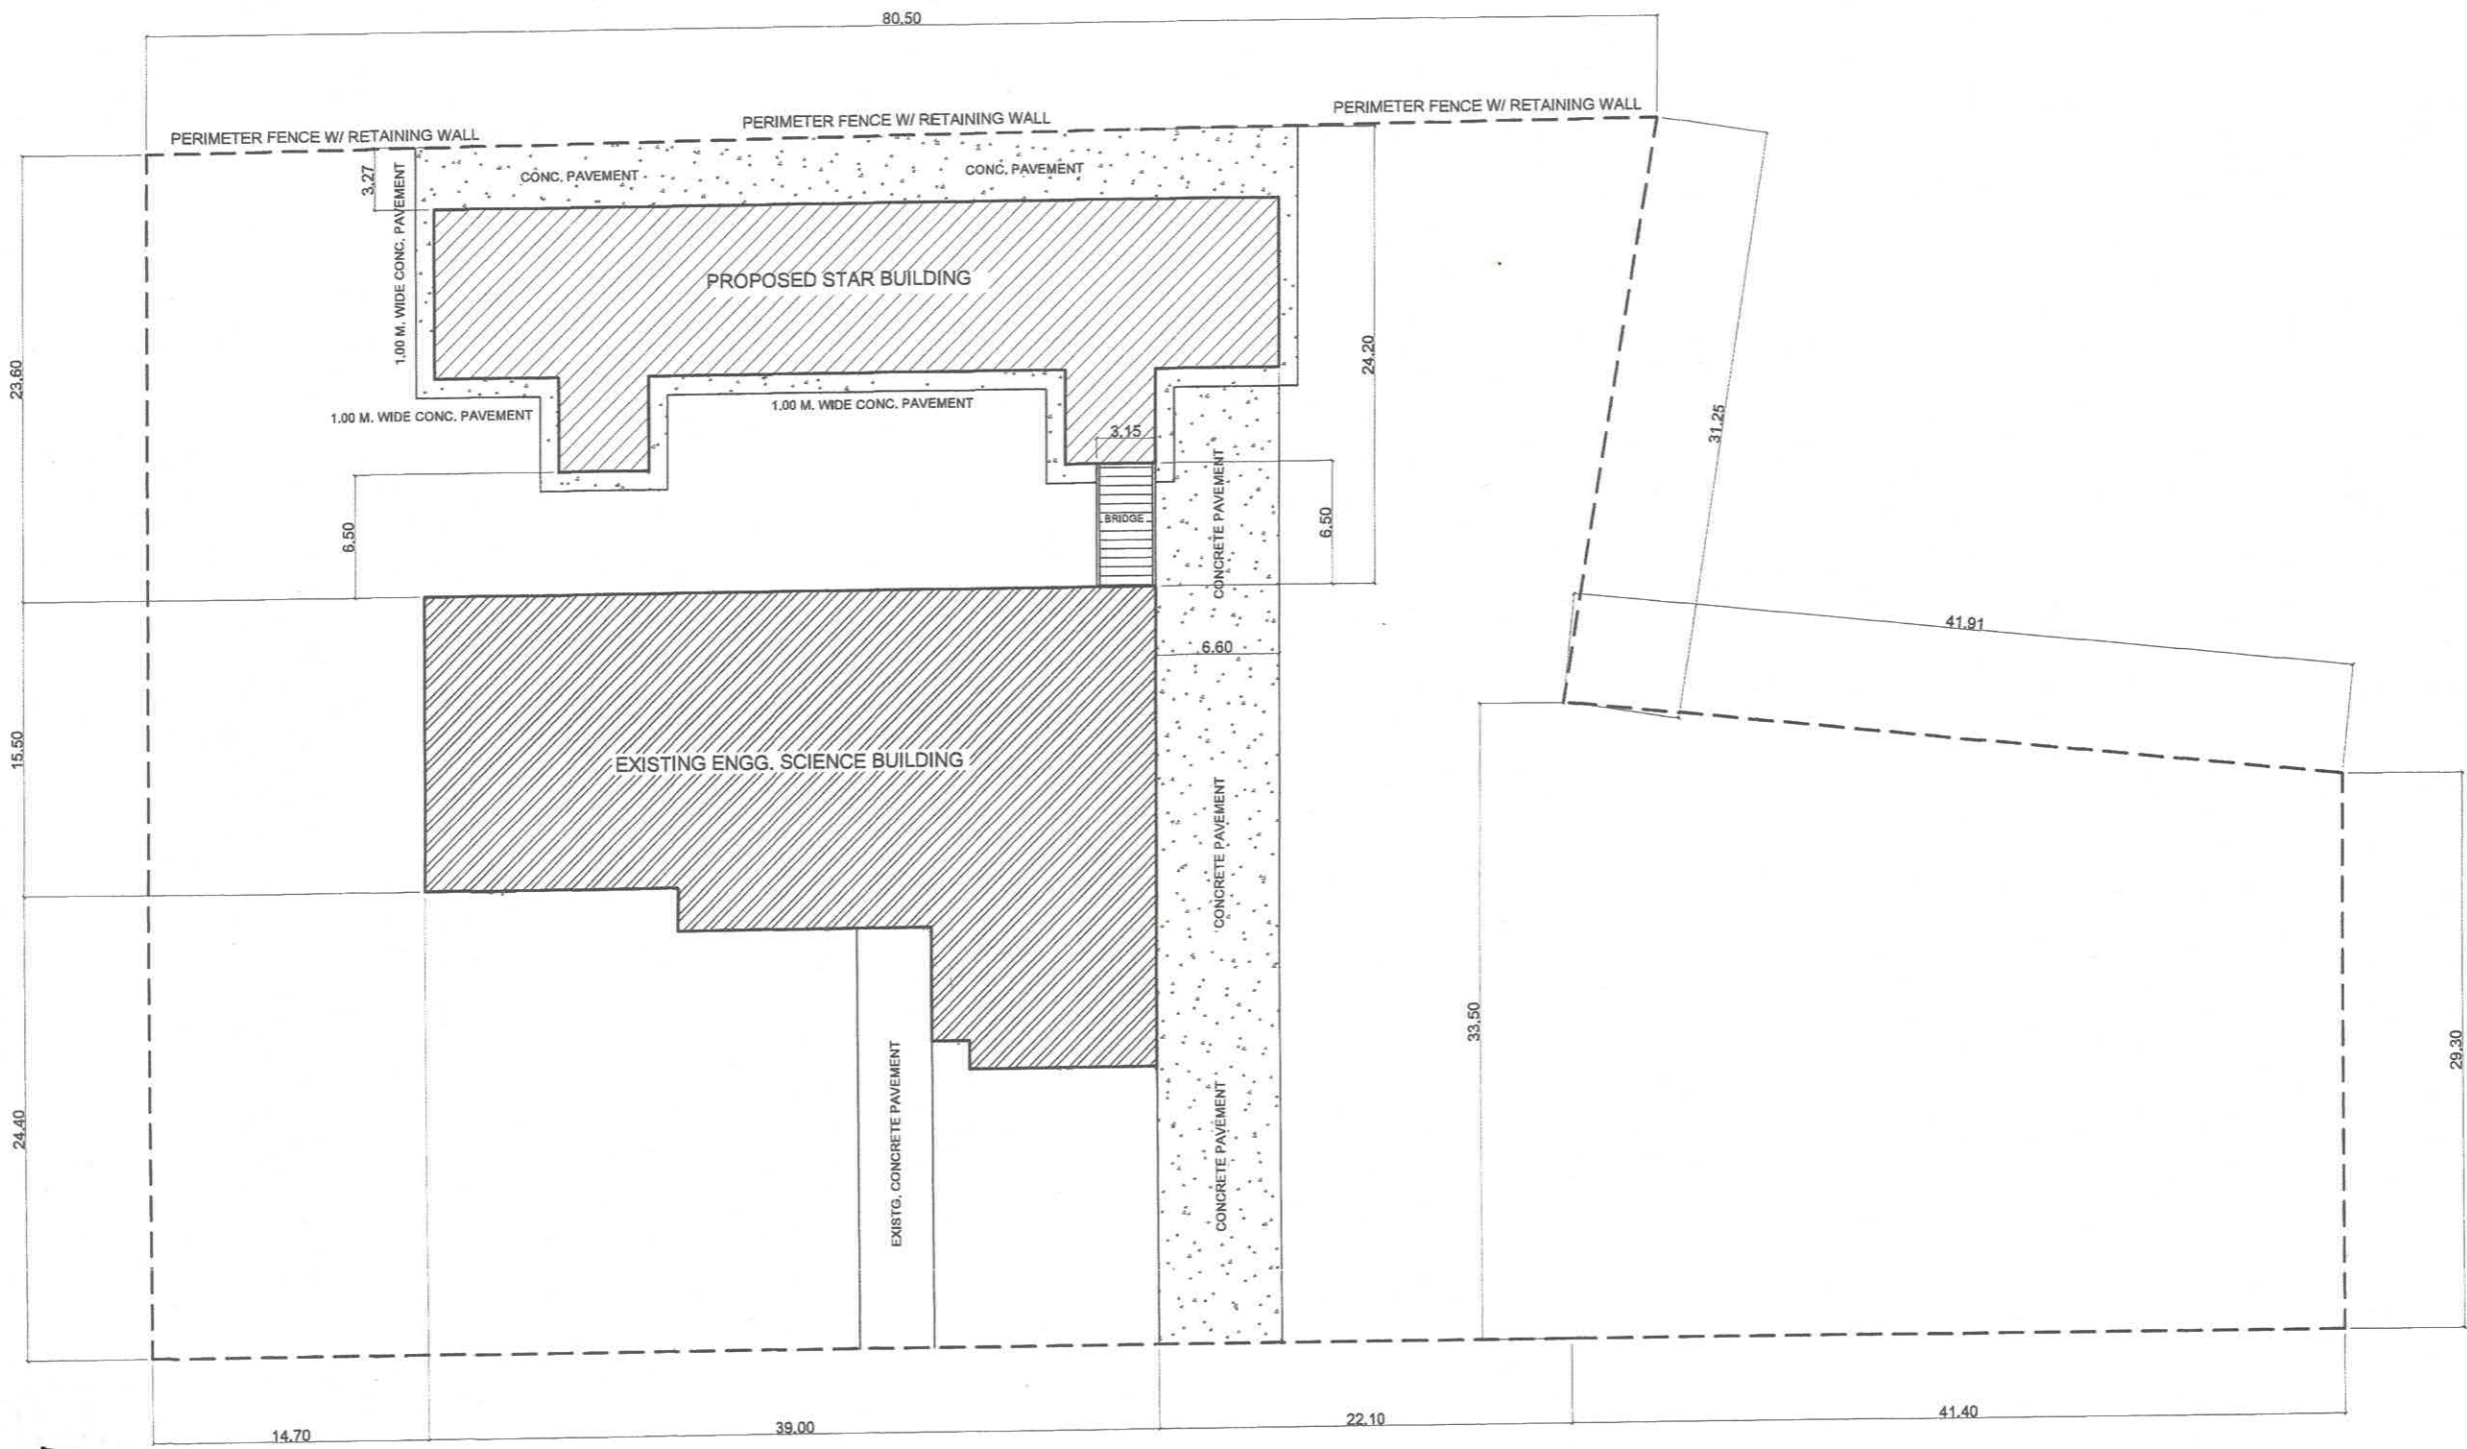 80.50
PERIMETER FENCE W/ RETAINING WALL
PERIMETER FENCE W/ RETAINING WALL
PERIMETER FENCE W/ RETAINING WALL
3.27
1.00 M. WIDE CONC. PAVEMENT
CONC. PAVEMENT
CONC. PAVEMENT
PROPOSED STAR BUILDING
23.60
24.20
31.25
1.00 M. WIDE CONC. PAVEMENT
1.00 M. WIDE CONC. PAVEMENT
3.15
6.50
BRIDGE
CONCRETE PAVEMENT
6.50
41.91
6.60
15.50
EXISTING ENGG. SCIENCE BUILDING
CONCRETE PAVEMENT
33.50
29.30
24.40
EXISTG. CONCRETE PAVEMENT
CONCRETE PAVEMENT
14.70
39.00
22.10
41.40